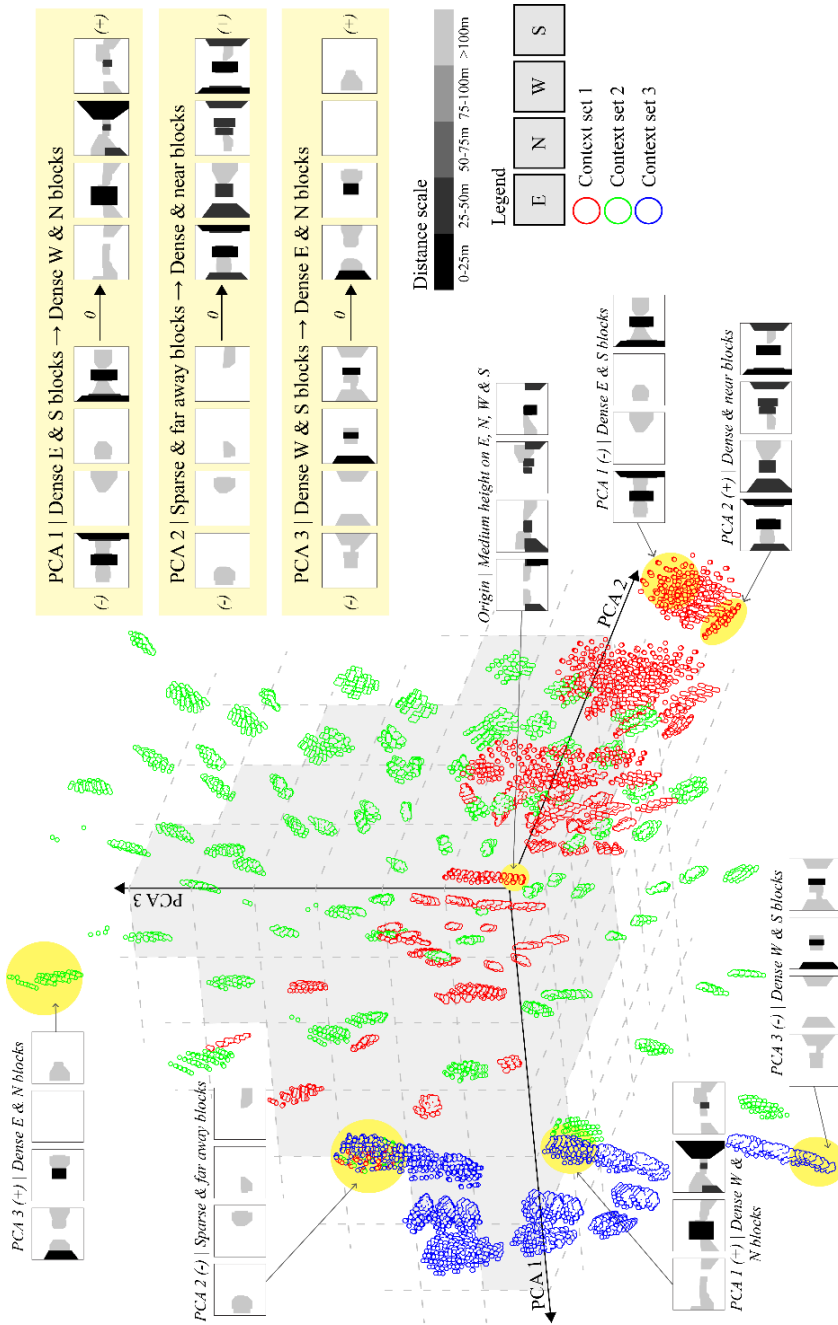 PCA 1 | Dense E & S blocks → Dense W & N blocks
(-)
0
(+)
PCA 2 | Sparse & far away blocks → Dense & near blocks
(-)
0
PCA 3 | Dense W & S blocks → Dense E & N blocks
(-)
0
(+)
Distance scale
0-25m
25-50m
50-75m
75-100m
>100m
Legend
E
N
W
S
Context set 1
Context set 2
Context set 3
PCA 3 (+) | Dense E & N blocks
PCA 2 (-) | Sparse & far away blocks
Origin | Medium height on E, N, W & S
PCA 1 (-) | Dense E & S blocks
PCA 2 (+) | Dense & near blocks
PCA 1 (+) | Dense W &
N blocks
PCA 3 (-) | Dense W & S blocks
PCA 3
PCA 2
PCA 1